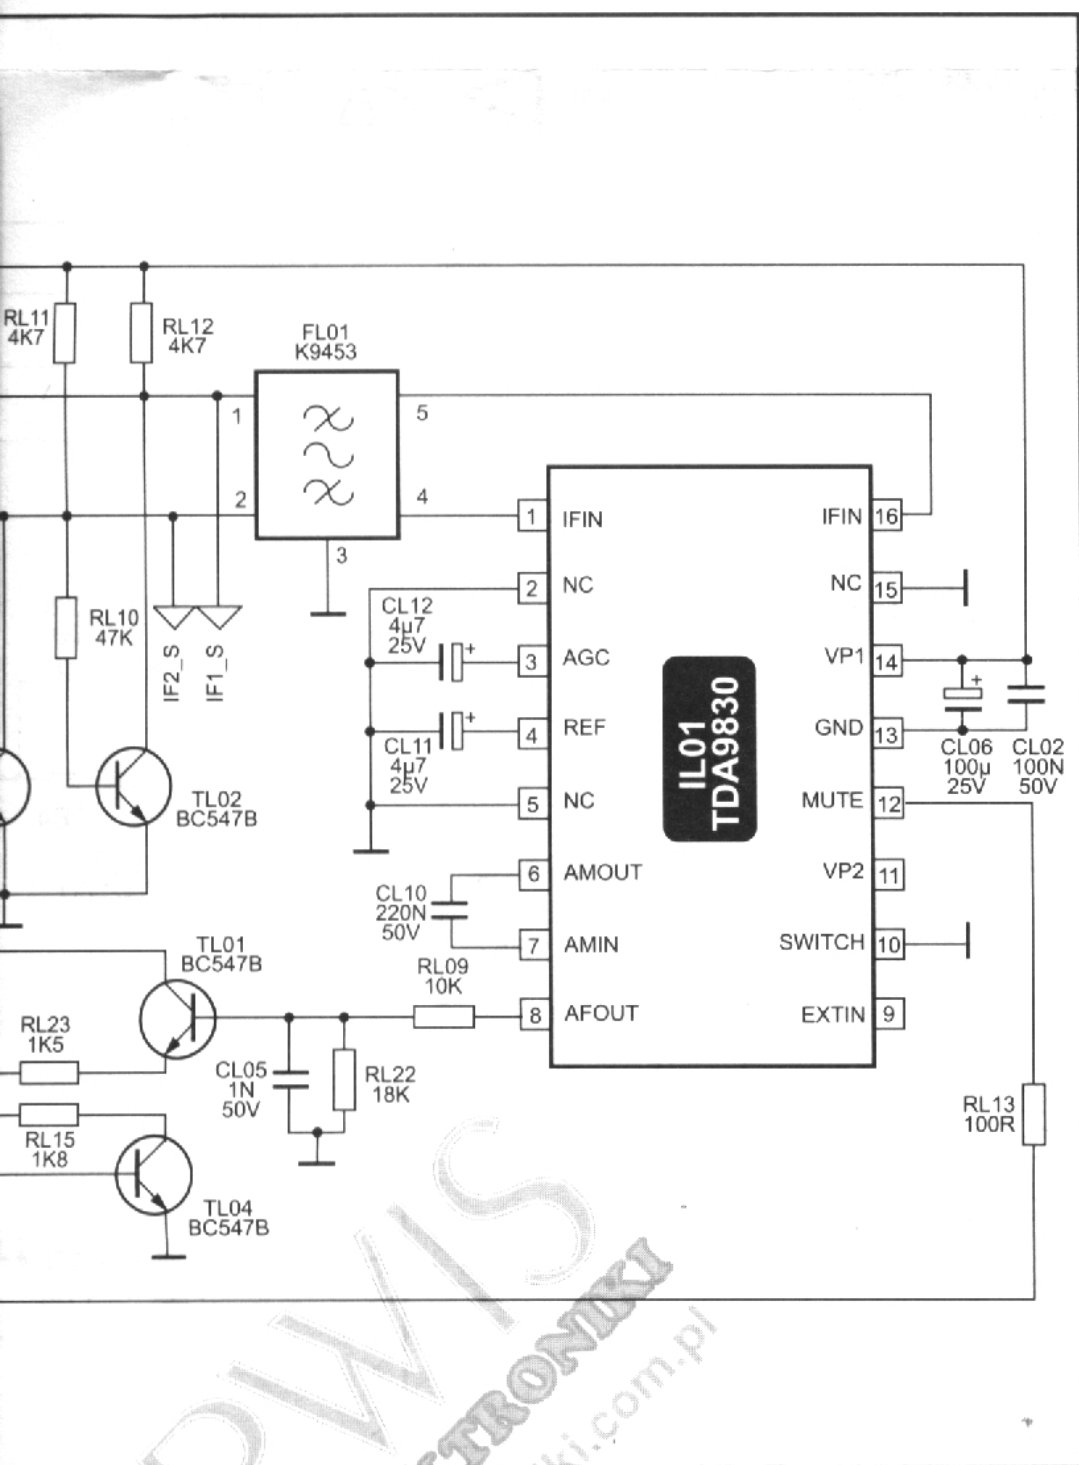 RL11
4K7
RL12
4K7
FL01
K9453
1
5
2
4
3
1
IFIN
IFIN
16
2
NC
NC
15
CL12
4µ7
25V
+
3
AGC
VP1
14
+
RL10
47K
IF2_S
IF1_S
4
REF
GND
13
+
CL11
4µ7
25V
CL06
100µ
25V
CL02
100N
50V
IL01
TDA9830
TL02
BC547B
5
NC
MUTE
12
6
AMOUT
VP2
11
CL10
220N
50V
7
AMIN
SWITCH
10
TL01
BC547B
RL09
10K
8
AFOUT
EXTIN
9
RL23
1K5
CL05
1N
50V
RL22
18K
RL13
100R
RL15
1K8
TL04
BC547B